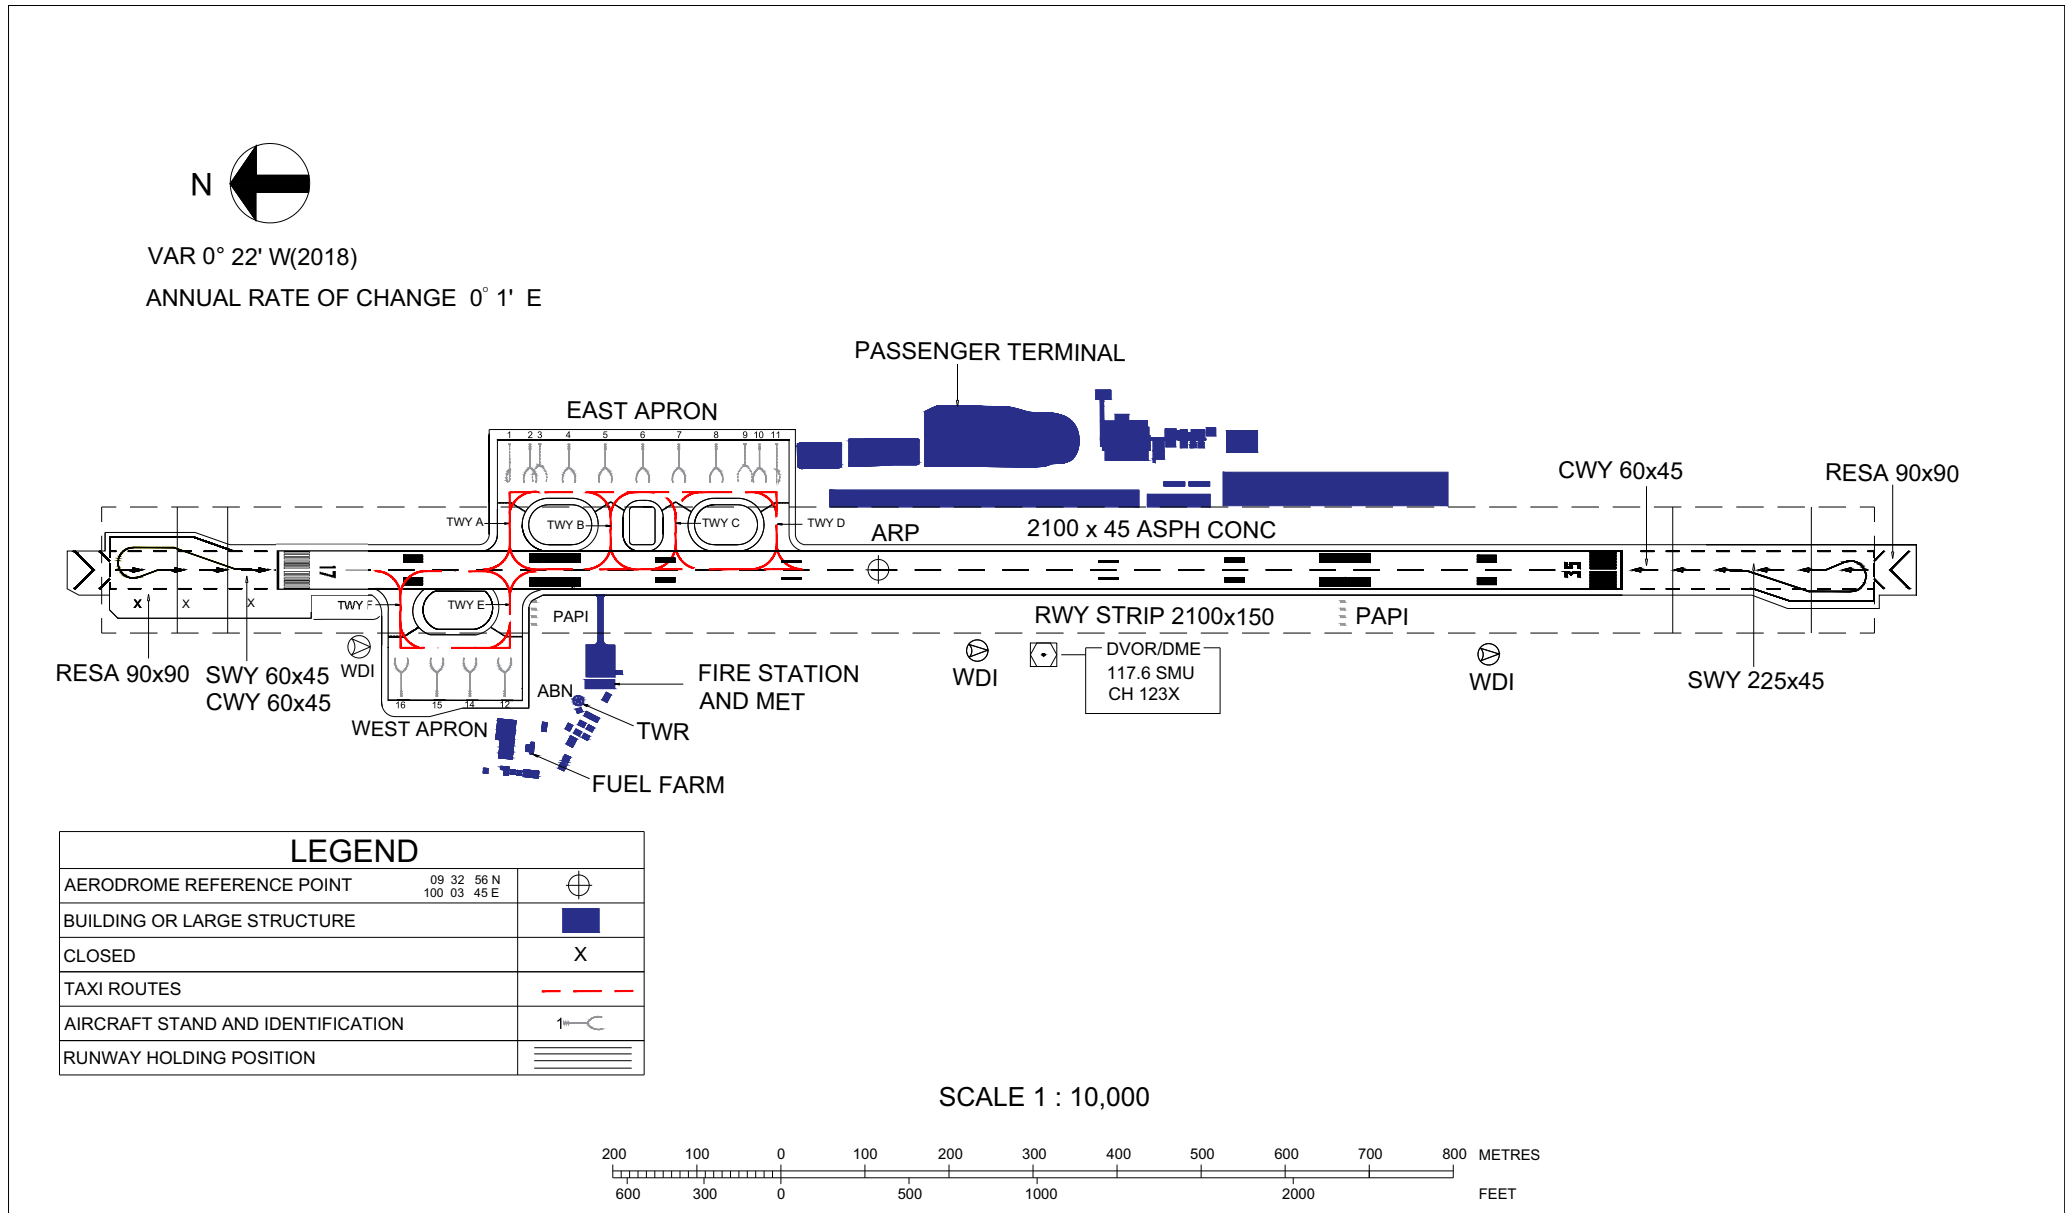 N
VAR 0° 22' W(2018)
ANNUAL RATE OF CHANGE 0° 1' E
PASSENGER TERMINAL
EAST APRON
1 2 3 4 5 6 7 8 9 10 11
CWY 60x45
RESA 90x90
TWY A
TWY B
TWY C
TWY D
ARP
2100 x 45 ASPH CONC
17
35
X X X
TWY F
TWY E
PAPI
RWY STRIP 2100x150
PAPI
RESA 90x90
SWY 60x45
CWY 60x45
WDI
16 15 14 12
WEST APRON
ABN
FIRE STATION
AND MET
TWR
FUEL FARM
WDI
DVOR/DME
117.6 SMU
CH 123X
WDI
SWY 225x45
LEGEND
AERODROME REFERENCE POINT 09 32 56 N
100 03 45 E
BUILDING OR LARGE STRUCTURE
CLOSED X
TAXI ROUTES
AIRCRAFT STAND AND IDENTIFICATION 1
RUNWAY HOLDING POSITION
SCALE 1 : 10,000
200 100 0 100 200 300 400 500 600 700 800 METRES
600 300 0 500 1000 2000 FEET